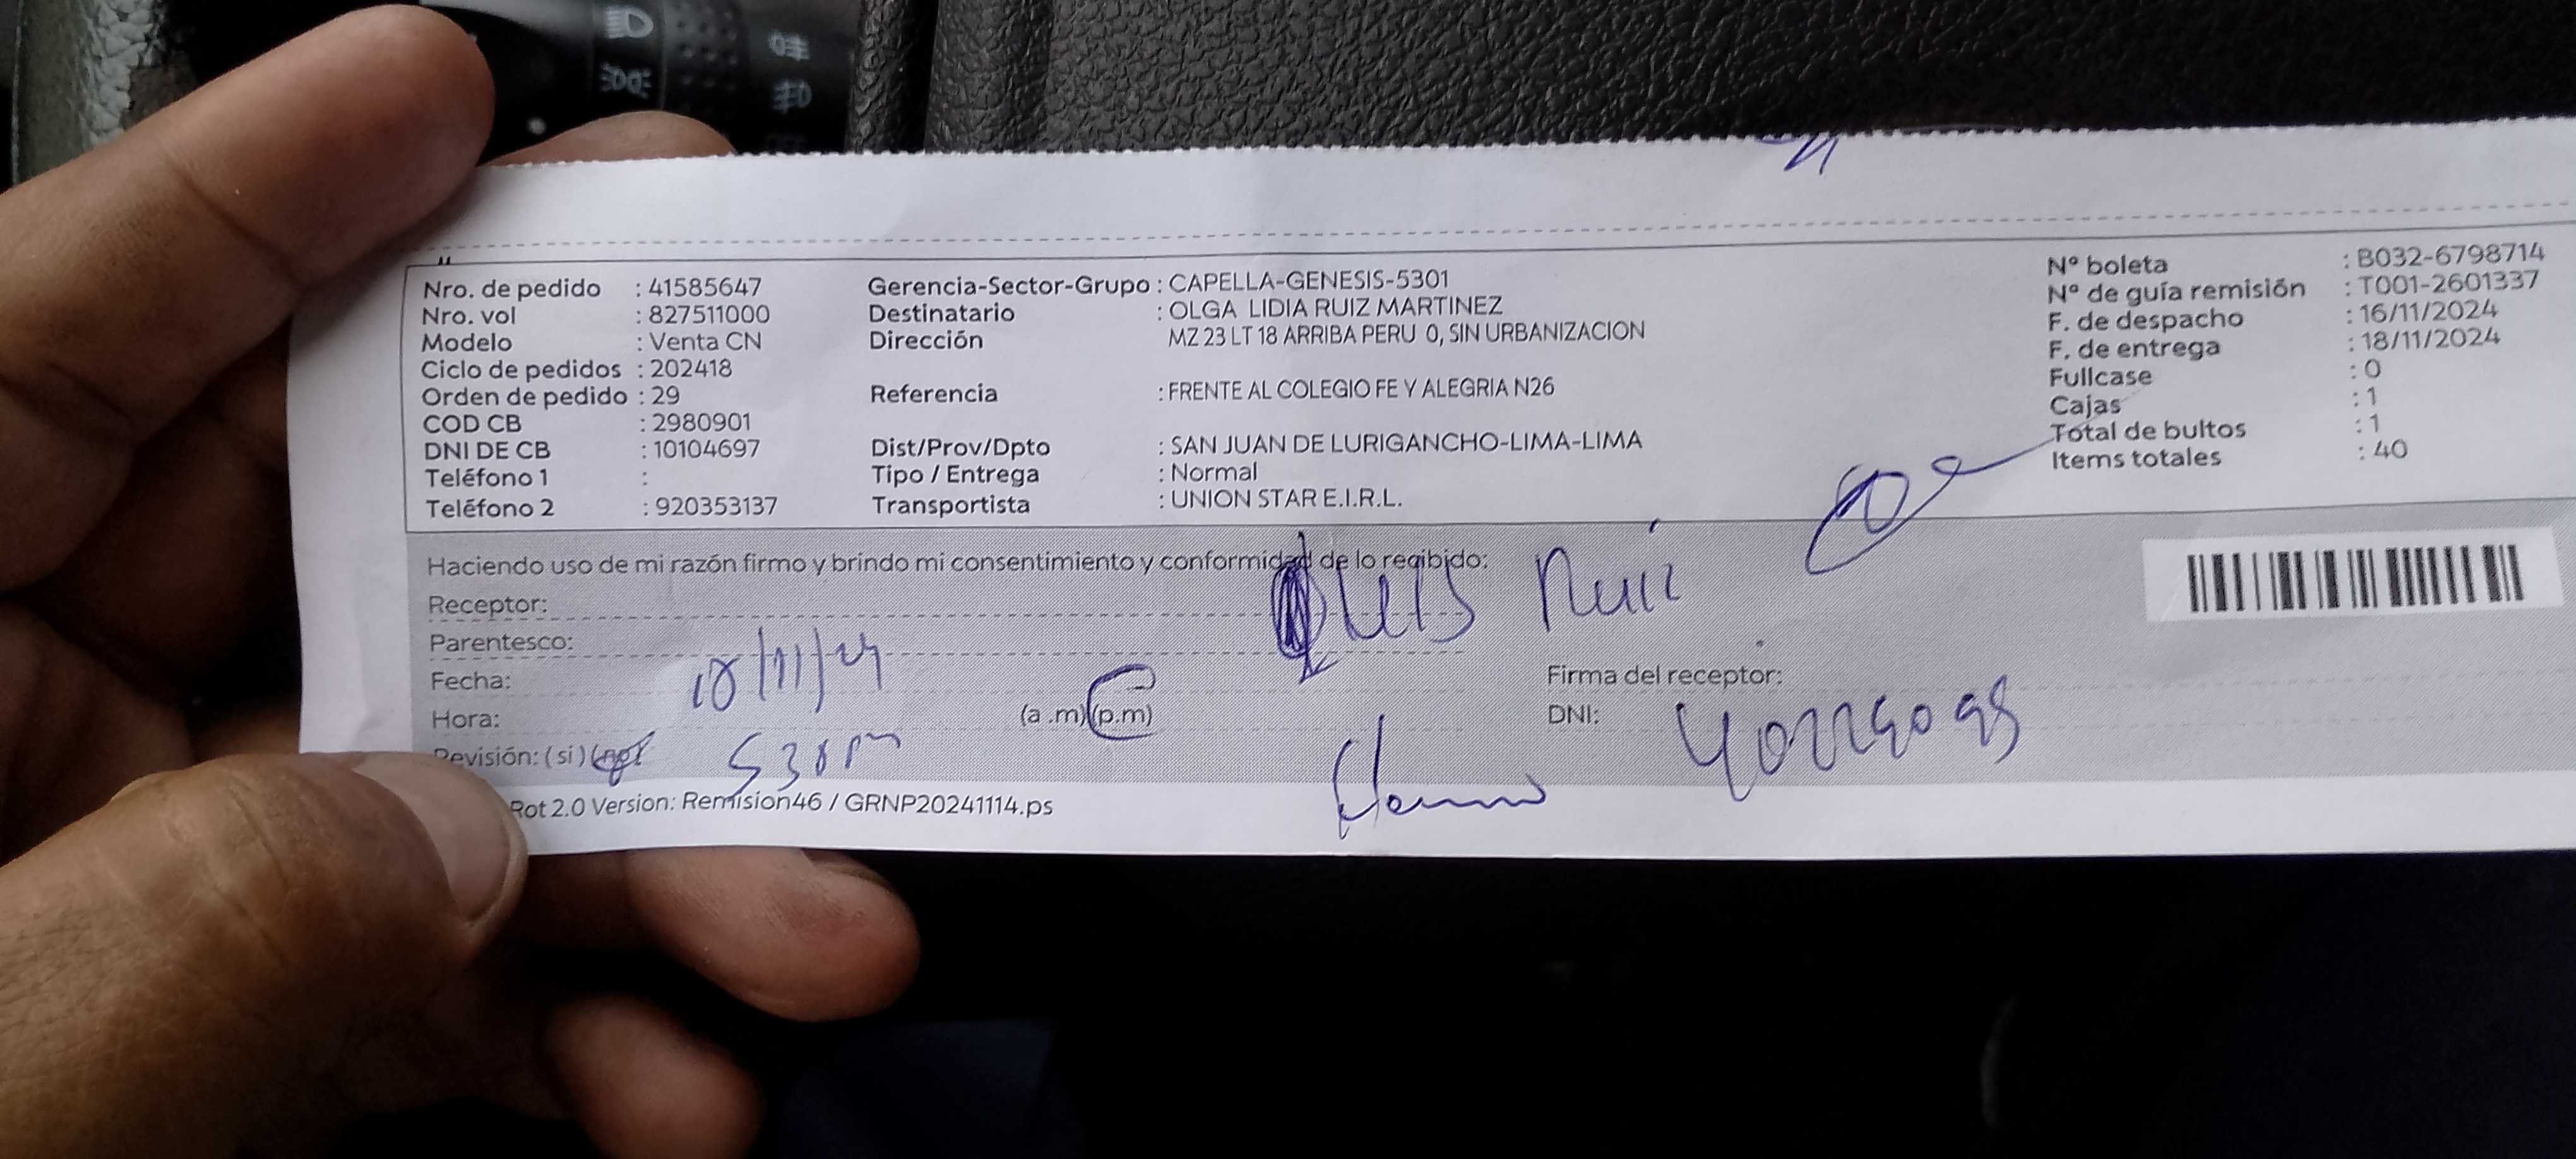 Nro. de pedido : 41585647 Gerencia-Sector-Grupo : CAPELLA-GENESIS-5301 Nº boleta : B032-6798714
Nro. vol : 827511000 Destinatario : OLGA LIDIA RUIZ MARTINEZ Nº de guía remisión : T001-2601337
Modelo : Venta CN Dirección MZ 23 LT 18 ARRIBA PERU 0, SIN URBANIZACION F. de despacho : 16/11/2024
Ciclo de pedidos : 202418 F. de entrega : 18/11/2024
Orden de pedido : 29 Referencia : FRENTE AL COLEGIO FE Y ALEGRIA N26 Fullcase : 0
COD CB : 2980901 Cajas : 1
DNI DE CB : 10104697 Dist/Prov/Dpto : SAN JUAN DE LURIGANCHO-LIMA-LIMA Total de bultos : 1
Teléfono 1 : Tipo / Entrega : Normal Items totales : 40
Teléfono 2 : 920353137 Transportista : UNION STAR E.I.R.L.
Haciendo uso de mi razón firmo y brindo mi consentimiento y conformidad de lo recibido:
Receptor: Luis Ruiz
Parentesco:
Fecha: 18/11/24 Firma del receptor:
Hora: (a .m)(p.m) DNI:
Revisión: (si)(no)
Rot 2.0 Version: Remision46 / GRNP20241114.ps